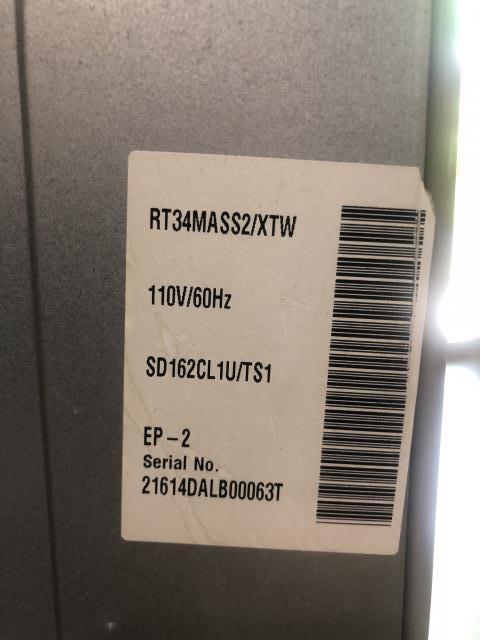 RT34MASS2/XTW
110V/60Hz
SD162CL1U/TS1
EP-2
Serial No.
21614DALB00063T